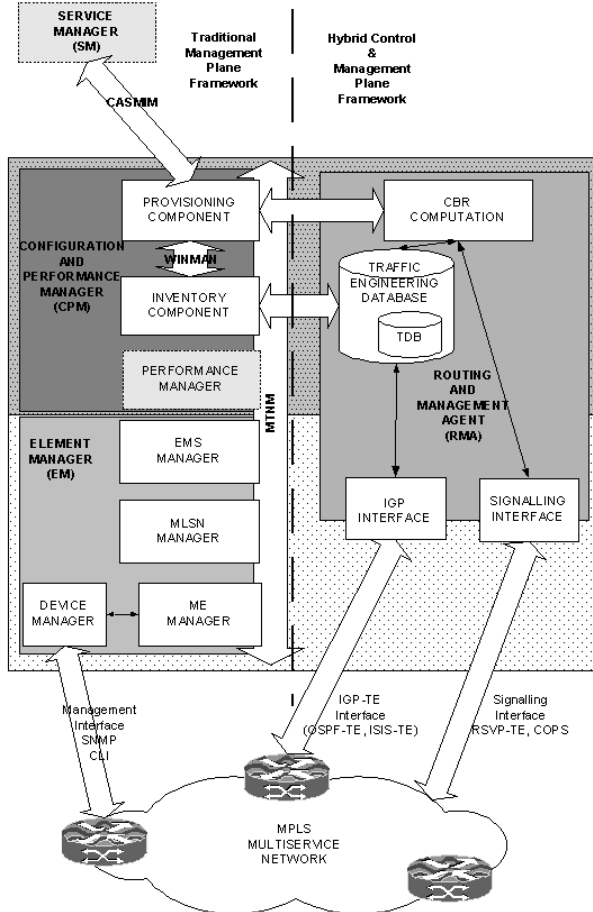 SERVICE
MANAGER
(SM)
Traditional
Management
Plane
Framework
Hybrid Control
&
Management
Plane
Framework
CASMIM
PROVISIONING
COMPONENT
CBR
COMPUTATION
CONFIGURATION
AND
PERFORMANCE
MANAGER
(CPM)
WINMAN
INVENTORY
COMPONENT
TRAFFIC
ENGINEERING
DATABASE
TDB
PERFORMANCE
MANAGER
MTNM
ROUTING
AND
MANAGEMENT
AGENT
(RMA)
ELEMENT
MANAGER
(EM)
EMS
MANAGER
MLSN
MANAGER
IGP
INTERFACE
SIGNALLING
INTERFACE
DEVICE
MANAGER
ME
MANAGER
Management
Interface
SNMP
CLI
IGP-TE
Interface
(OSPF-TE, ISIS-TE)
Signalling
Interface
RSVP-TE, COPS
MPLS
MULTISERVICE
NETWORK